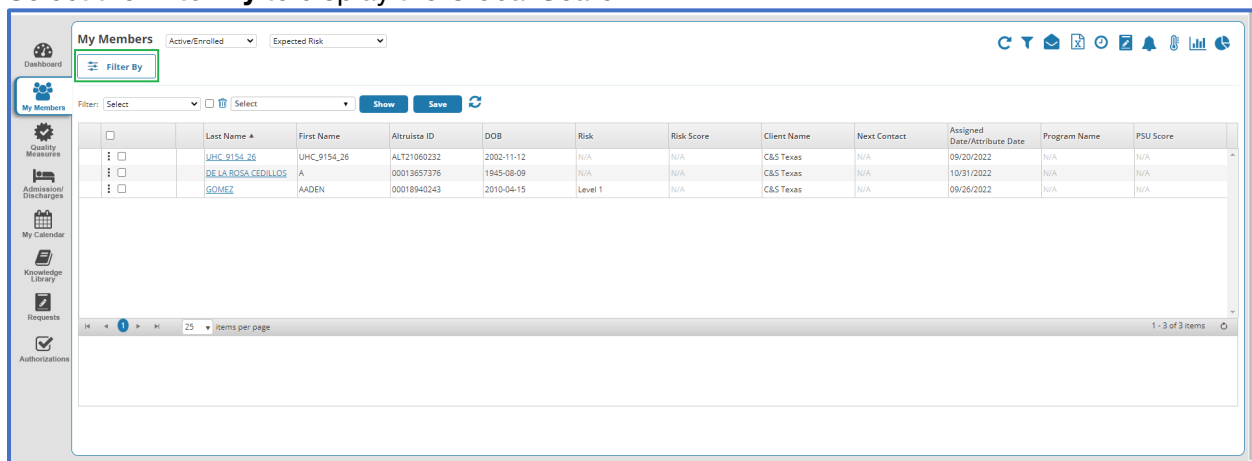 My Members Active/Enrolled Expected Risk
Dashboard
Filter By
My Members
Filter: Select Select Show Save
Quality
Measures
Last Name First Name Altruista ID DOB Risk Risk Score Client Name Next Contact Assigned Date/Attribute Date Program Name PSU Score
UHC_9154_26 UHC_9154_26 ALT21060232 2002-11-12 N/A N/A C&S Texas N/A 09/20/2022 N/A N/A
DE LA ROSA CEDILLOS A 00013657376 1945-08-09 N/A N/A C&S Texas N/A 10/31/2022 N/A N/A
GOMEZ AADEN 00018940243 2010-04-15 Level 1 N/A C&S Texas N/A 09/26/2022 N/A N/A
Admission/
Discharges
My Calendar
Knowledge
Library
Requests
1 25 items per page 1 - 3 of 3 items
Authorizations